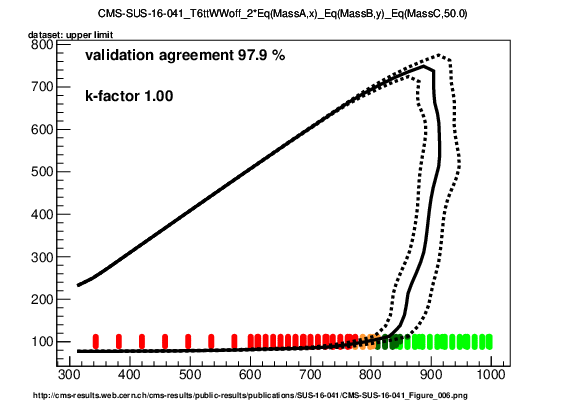 CMS-SUS-16-041_T6ttWWoff_2*Eq(MassA,x)_Eq(MassB,y)_Eq(MassC,50.0)
dataset: upper limit
800
validation agreement 97.9 %
700
k-factor 1.00
600
500
400
300
200
100
300 400 500 600 700 800 900 1000
http://cms-results.web.cern.ch/cms-results/public-results/publications/SUS-16-041/CMS-SUS-16-041_Figure_006.png